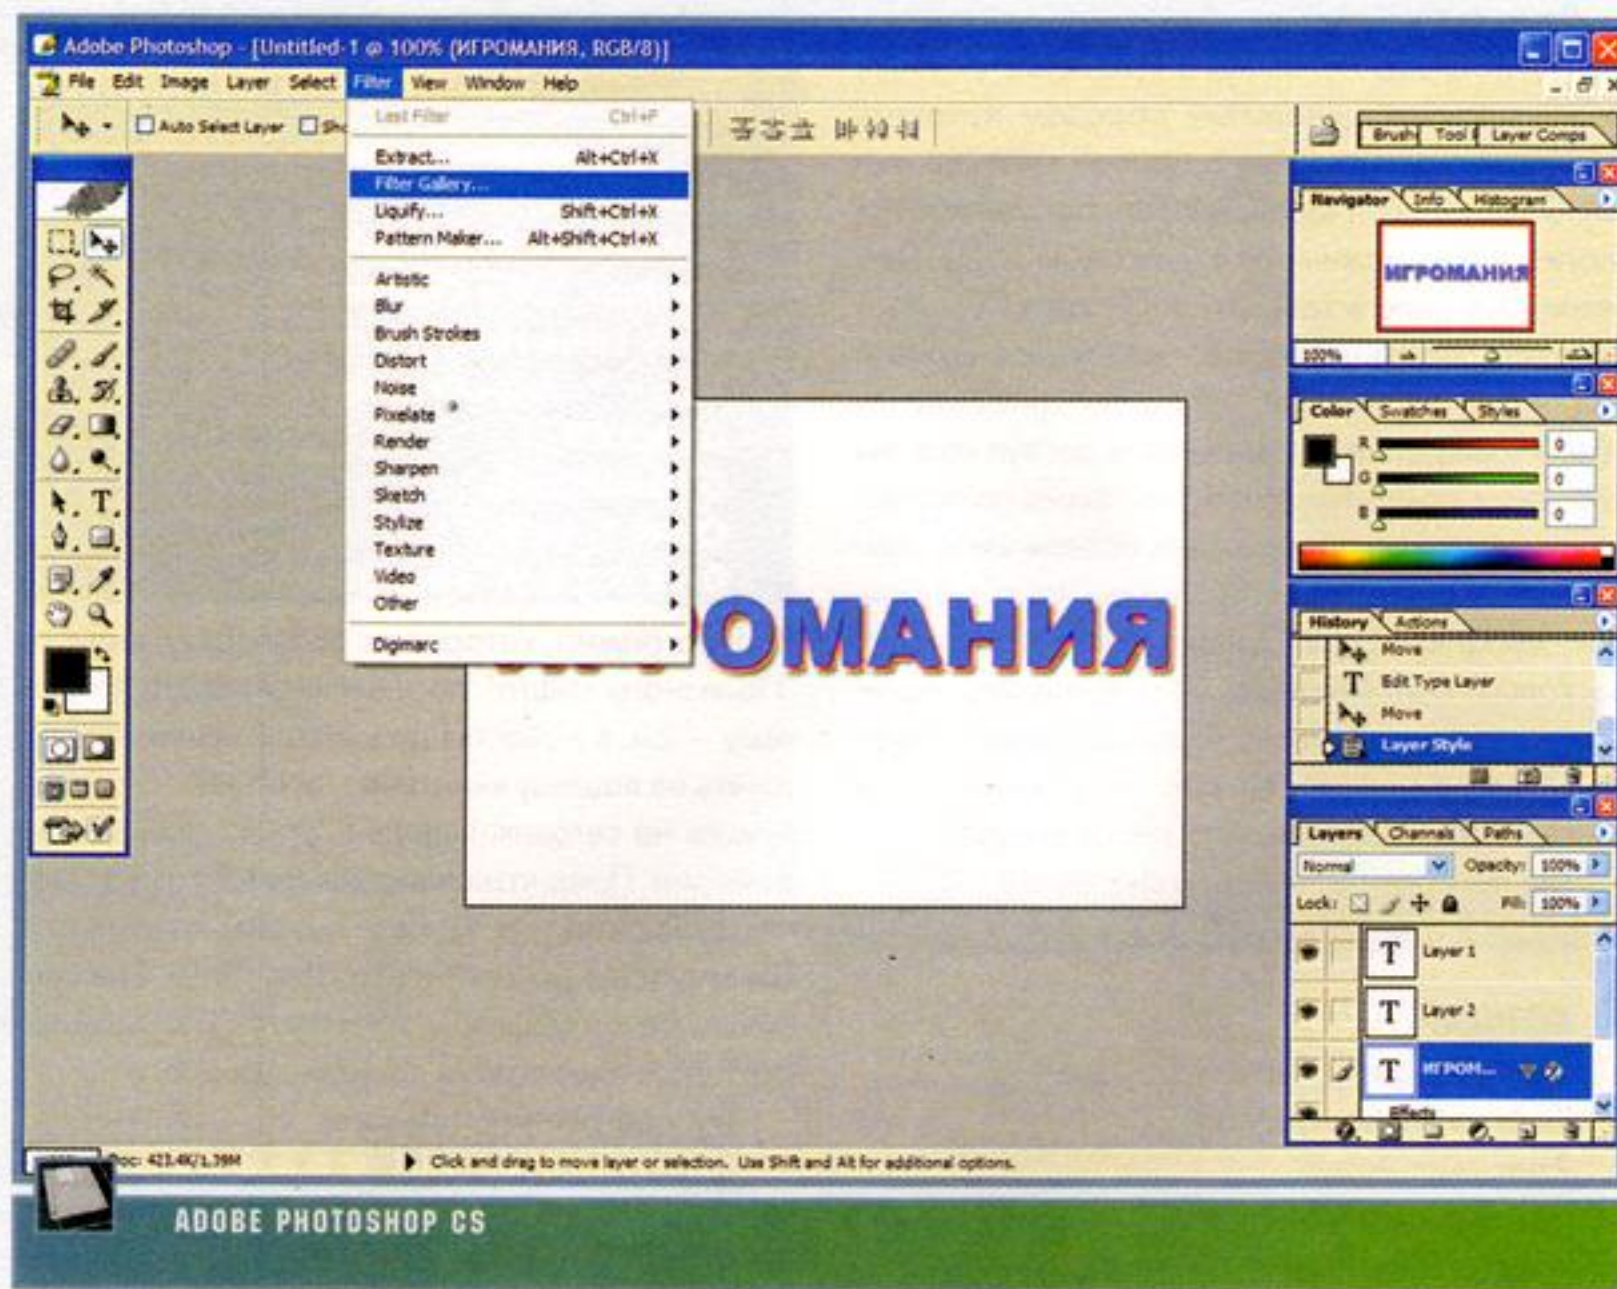 Adobe Photoshop - [Untitled-1 @ 100% (ИГРОМАНИЯ, RGB/8)]
File Edit Image Layer Select Filter View Window Help
Auto Select Layer Sho
Brush Tool Layer Comps
Last Filter Ctrl+F
Extract... Alt+Ctrl+X
Filter Gallery...
Liquify... Shift+Ctrl+X
Pattern Maker... Alt+Shift+Ctrl+X
Artistic
Blur
Brush Strokes
Distort
Noise
Pixelate
Render
Sharpen
Sketch
Stylize
Texture
Video
Other
Digimarc
РОМАНИЯ
Navigator Info Histogram
ИГРОМАНИЯ
100%
Color Swatches Styles
R 0
G 0
B 0
History Actions
Move
Edit Type Layer
Move
Layer Style
Layers Channels Paths
Normal Opacity: 100%
Lock: Fill: 100%
T Layer 1
T Layer 2
T ИГРОМ...
Effects
Doc: 421.4K/1.39M
Click and drag to move layer or selection. Use Shift and Alt for additional options.
ADOBE PHOTOSHOP CS